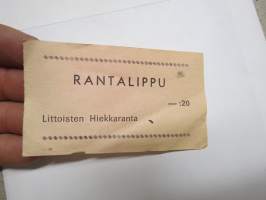 RANTALIPPU
— :20
Littoisten Hiekkaranta